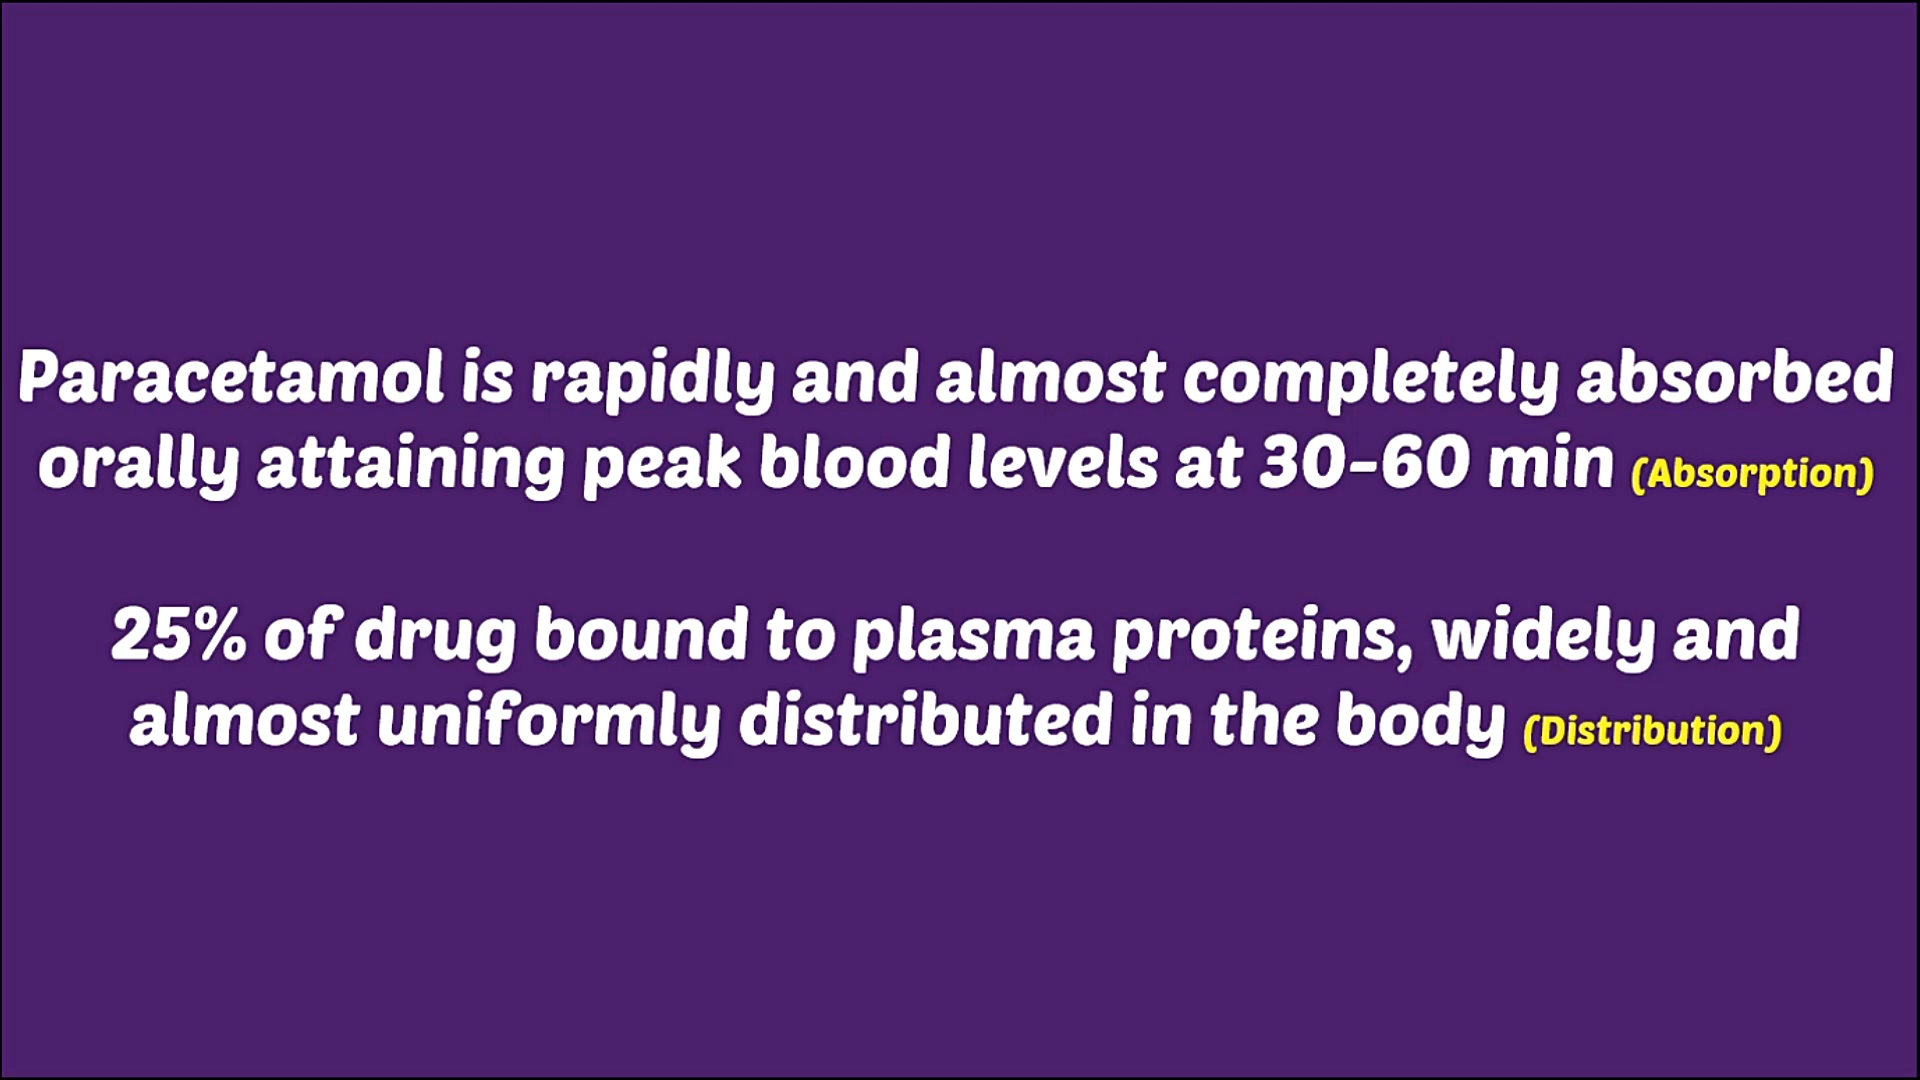 Paracetamol is rapidly and almost completely absorbed
orally attaining peak blood levels at 30-60 min (Absorption)
25% of drug bound to plasma proteins, widely and
almost uniformly distributed in the body (Distribution)